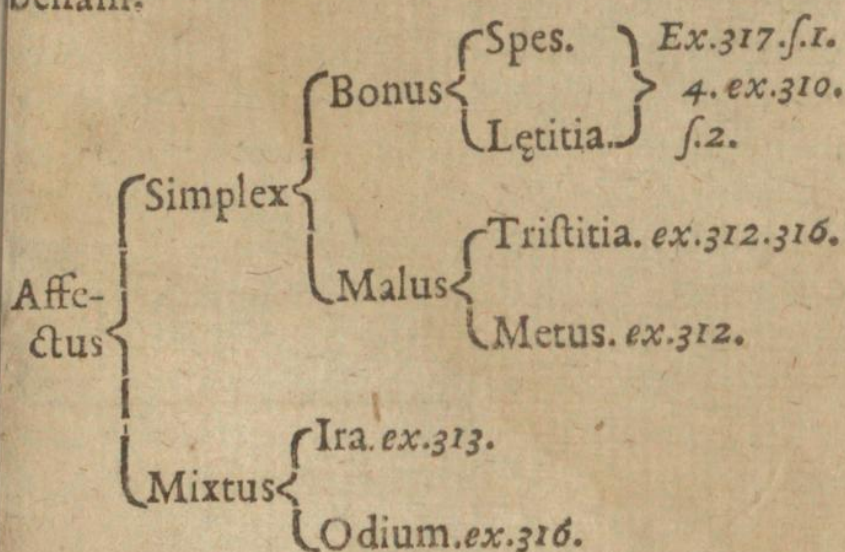 Spes. Ex.317.ſ.1.
Bonus 4. ex.310.
Lętitia. ſ.2.
Simplex
Triſtitia. ex.312.316.
Malus
Metus. ex.312.
Affe-
ctus
Ira. ex.313.
Mixtus
Odium. ex.316.